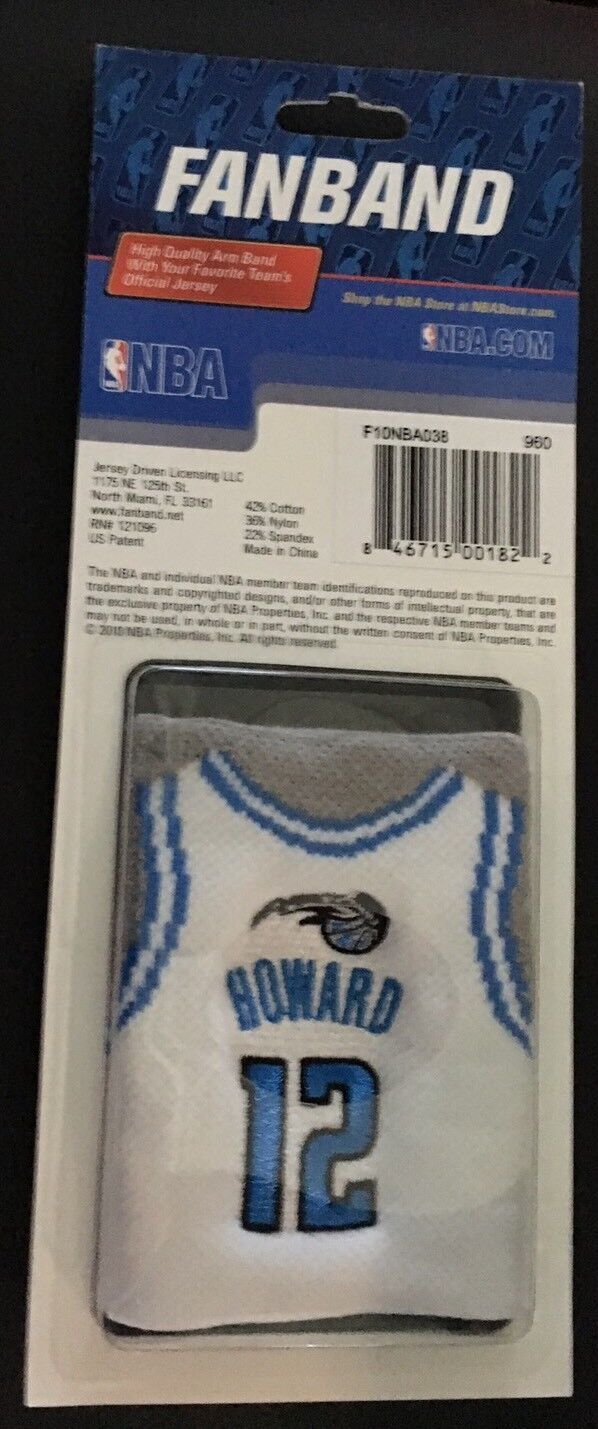 FANBAND
High Quality Arm Band
With Your Favorite Team's
Official Jersey
Shop the NBA Store at NBAStore.com
NBA
NBA.COM
F10NBA038 960
8 46715 00182 2
Jersey Driven Licensing LLC
1175 NE 125th St.
North Miami, FL 33161
www.fanband.net
RN# 121096
US Patent
42% Cotton
36% Nylon
22% Spandex
Made in China
The NBA and individual NBA member team identifications reproduced on this product are
trademarks and copyrighted designs, and/or other forms of intellectual property, that are
the exclusive property of NBA Properties, Inc. and the respective NBA member teams and
may not be used, in whole or in part, without the written consent of NBA Properties, Inc.
© 2010 NBA Properties, Inc. All rights reserved.
HOWARD
12